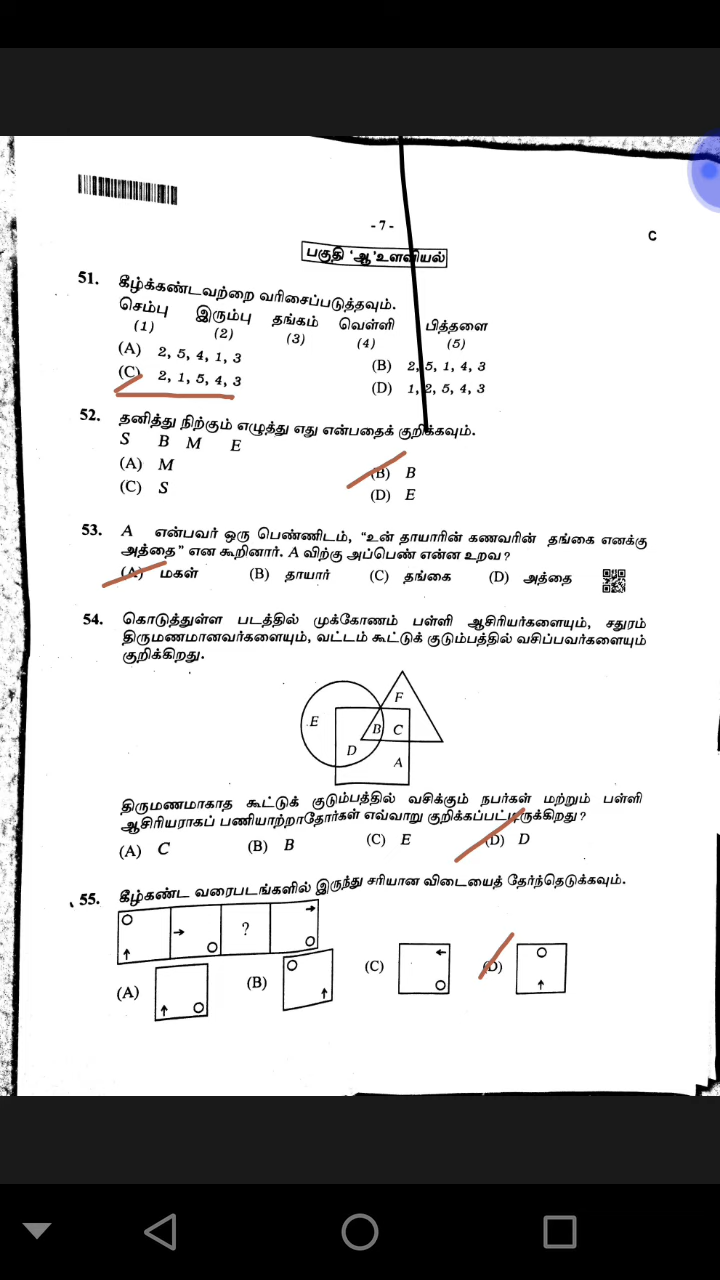 - 7 -
C
பகுதி ‘ஆ’ உளவியல்
51. கீழ்க்கண்டவற்றை வரிசைப்படுத்தவும்.
செம்பு இரும்பு தங்கம் வெள்ளி பித்தளை
(1) (2) (3) (4) (5)
(A) 2, 5, 4, 1, 3 (B) 2, 5, 1, 4, 3
(C) 2, 1, 5, 4, 3 (D) 1, 2, 5, 4, 3
52. தனித்து நிற்கும் எழுத்து எது என்பதைக் குறிக்கவும்.
S B M E
(A) M (B) B
(C) S (D) E
53. A என்பவர் ஒரு பெண்ணிடம், “உன் தாயாரின் கணவரின் தங்கை எனக்கு
அத்தை” என கூறினார். A விற்கு அப்பெண் என்ன உறவு?
(A) மகள் (B) தாயார் (C) தங்கை (D) அத்தை
54. கொடுத்துள்ள படத்தில் முக்கோணம் பள்ளி ஆசிரியர்களையும், சதுரம்
திருமணமானவர்களையும், வட்டம் கூட்டுக் குடும்பத்தில் வசிப்பவர்களையும்
குறிக்கிறது.
F
E B C
D A
திருமணமாகாத கூட்டுக் குடும்பத்தில் வசிக்கும் நபர்கள் மற்றும் பள்ளி
ஆசிரியராகப் பணியாற்றாதோர்கள் எவ்வாறு குறிக்கப்பட்டிருக்கிறது?
(A) C (B) B (C) E (D) D
55. கீழ்கண்ட வரைபடங்களில் இருந்து சரியான விடையைத் தேர்ந்தெடுக்கவும்.
?
(A) (B) (C) (D)